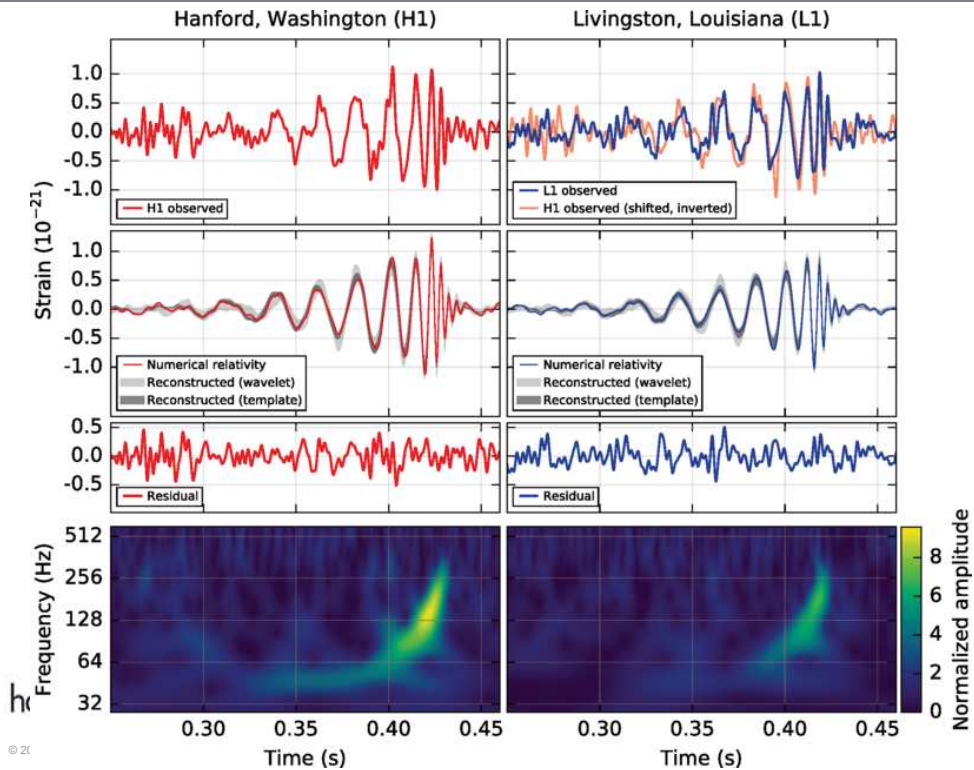 Hanford, Washington (H1)
Livingston, Louisiana (L1)
Strain (10⁻²¹)
1.0
0.5
0.0
-0.5
-1.0
H1 observed
L1 observed
H1 observed (shifted, inverted)
1.0
0.5
0.0
-0.5
-1.0
Numerical relativity
Reconstructed (wavelet)
Reconstructed (template)
Numerical relativity
Reconstructed (wavelet)
Reconstructed (template)
0.5
0.0
-0.5
Residual
Residual
Frequency (Hz)
512
256
128
64
32
Normalized amplitude
8
6
4
2
0
0.30
0.35
0.40
0.45
0.30
0.35
0.40
0.45
Time (s)
Time (s)